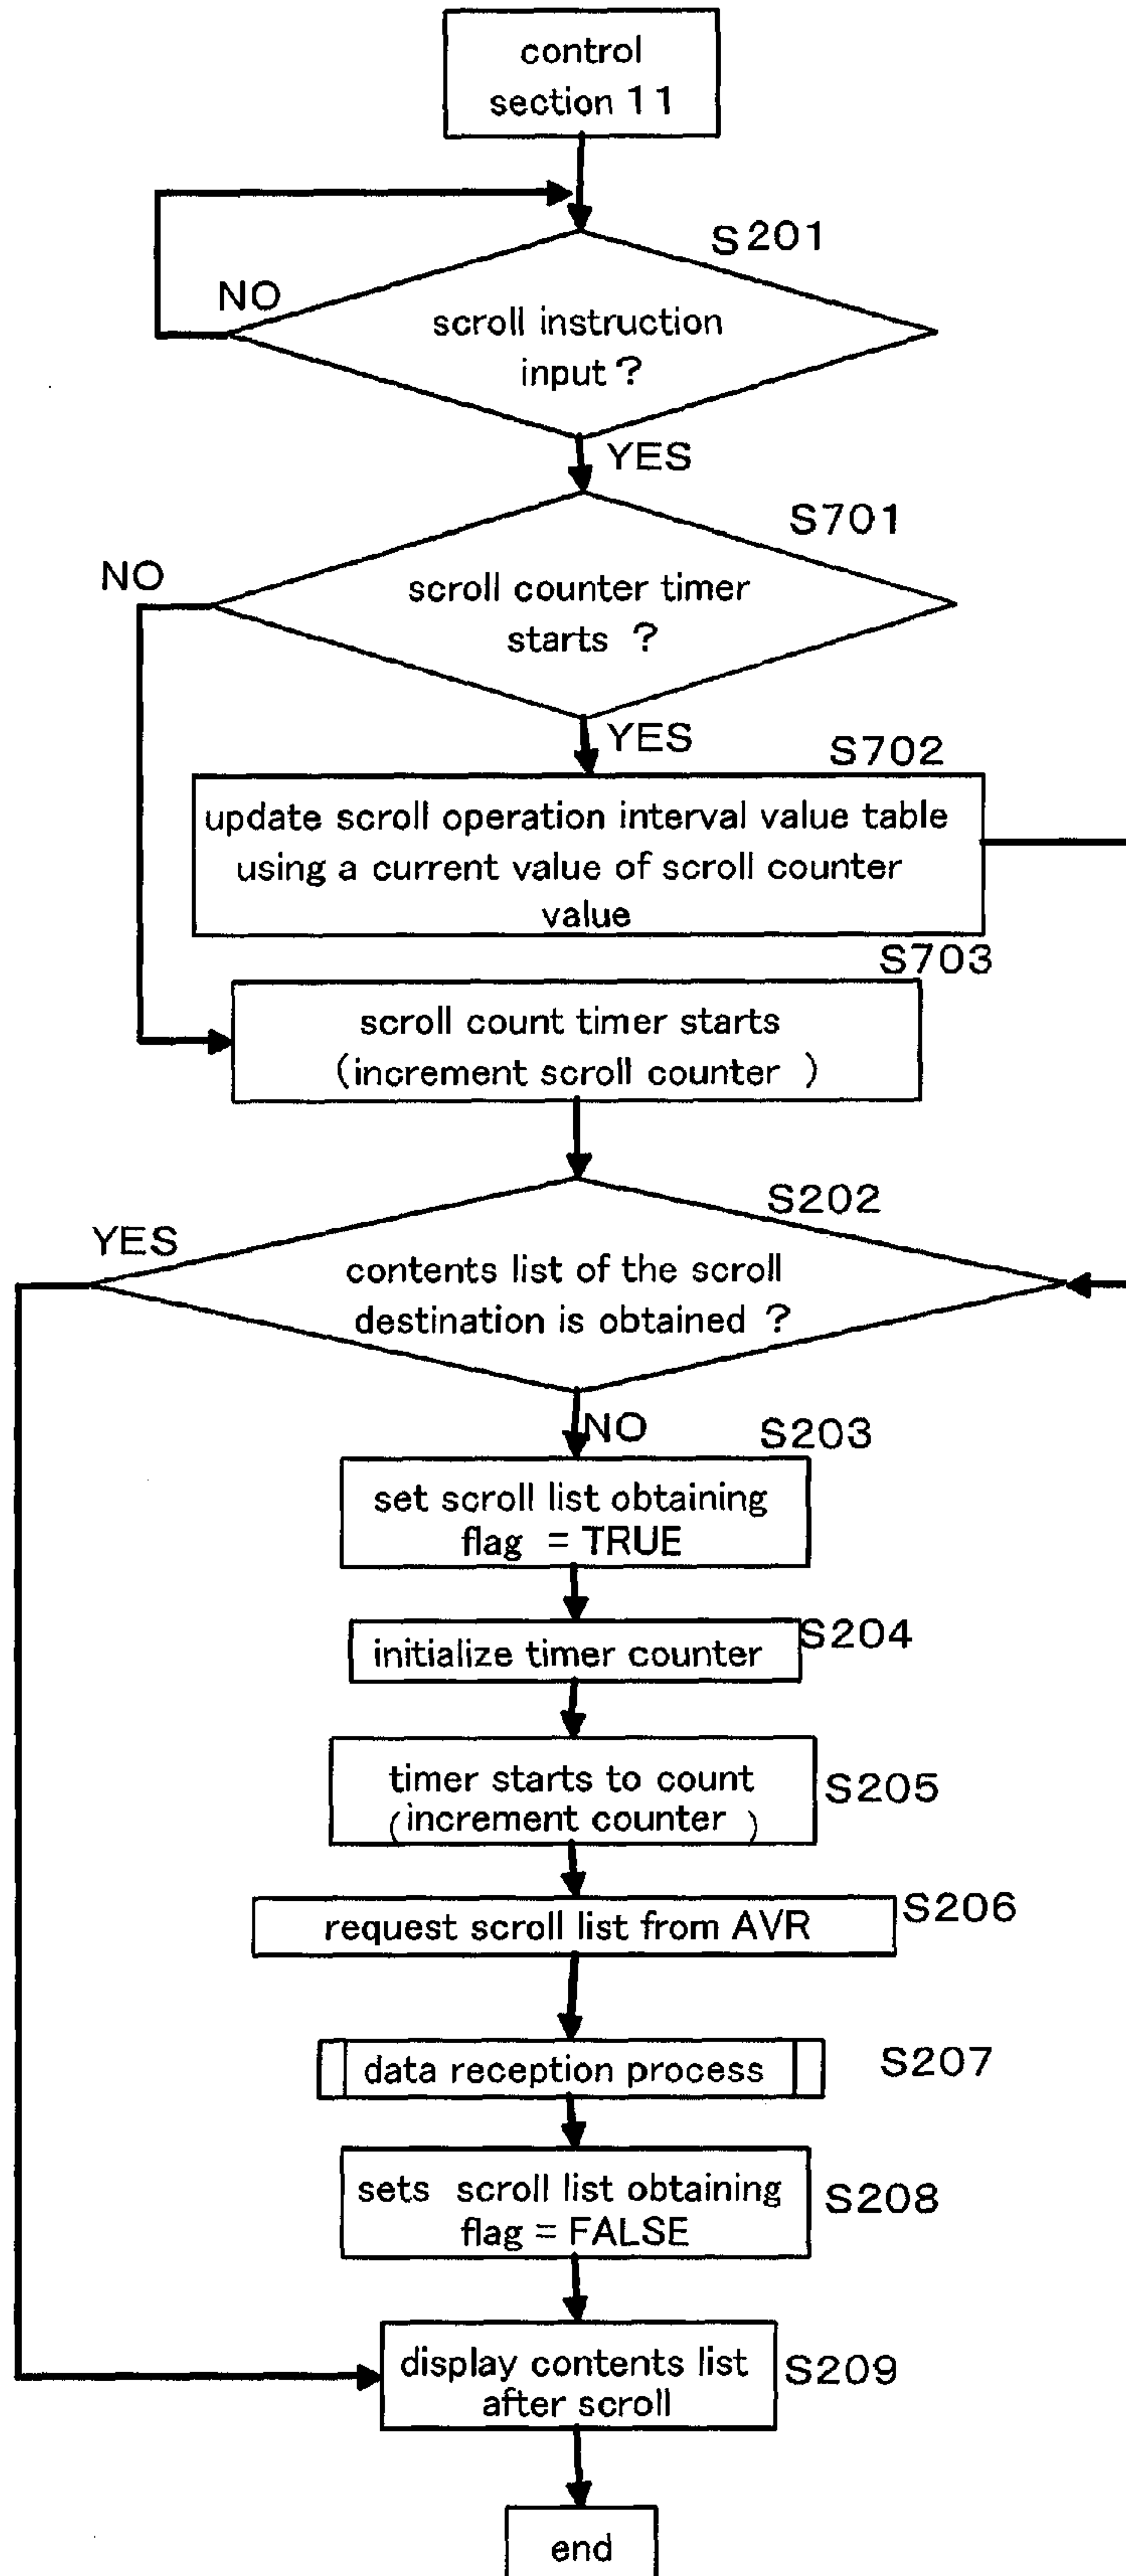 control
section 11
S201
NO
scroll instruction
input ?
YES
S701
NO
scroll counter timer
starts ?
YES
S702
update scroll operation interval value table
using a current value of scroll counter
value
S703
scroll count timer starts
(increment scroll counter )
S202
YES
contents list of the scroll
destination is obtained ?
NO
S203
set scroll list obtaining
flag = TRUE
S204
initialize timer counter
timer starts to count
(increment counter )
S205
S206
request scroll list from AVR
data reception process
S207
sets scroll list obtaining
flag = FALSE
S208
display contents list
after scroll
S209
end